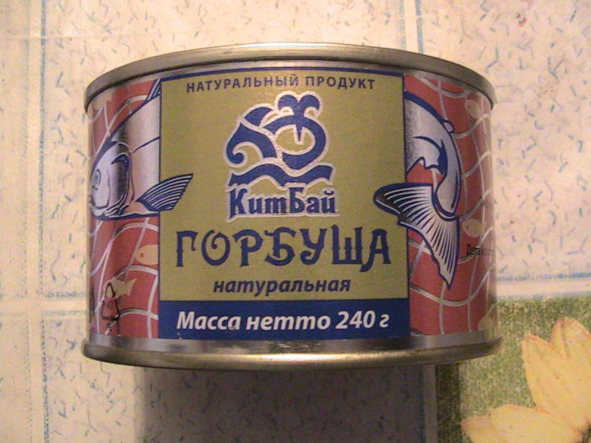 НАТУРАЛЬНЫЙ ПРОДУКТ
КитБай
ГОРБУША
натуральная
Масса нетто 240 г